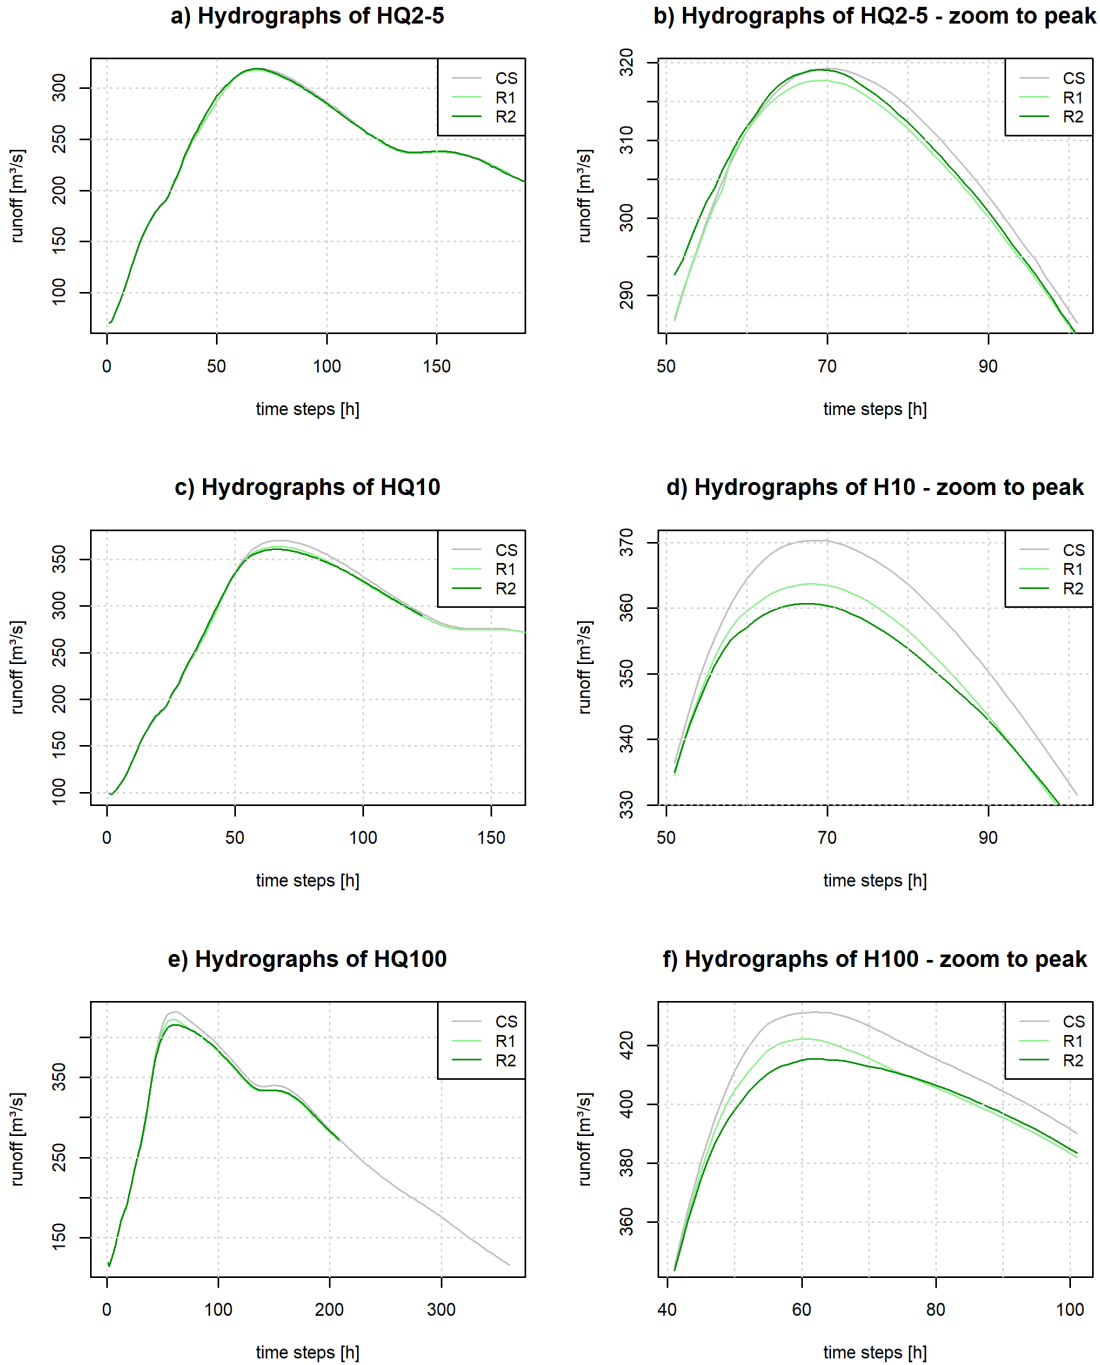 a) Hydrographs of HQ2-5
runoff [m³/s]
300
250
200
150
100
CS
R1
R2
0 50 100 150
time steps [h]
b) Hydrographs of HQ2-5 - zoom to peak
runoff [m³/s]
320
310
300
290
CS
R1
R2
50 70 90
time steps [h]
c) Hydrographs of HQ10
runoff [m³/s]
350
300
250
200
150
100
CS
R1
R2
0 50 100 150
time steps [h]
d) Hydrographs of H10 - zoom to peak
runoff [m³/s]
370
360
350
340
330
CS
R1
R2
50 70 90
time steps [h]
e) Hydrographs of HQ100
runoff [m³/s]
350
250
150
CS
R1
R2
0 100 200 300
time steps [h]
f) Hydrographs of H100 - zoom to peak
runoff [m³/s]
420
400
380
360
CS
R1
R2
40 60 80 100
time steps [h]